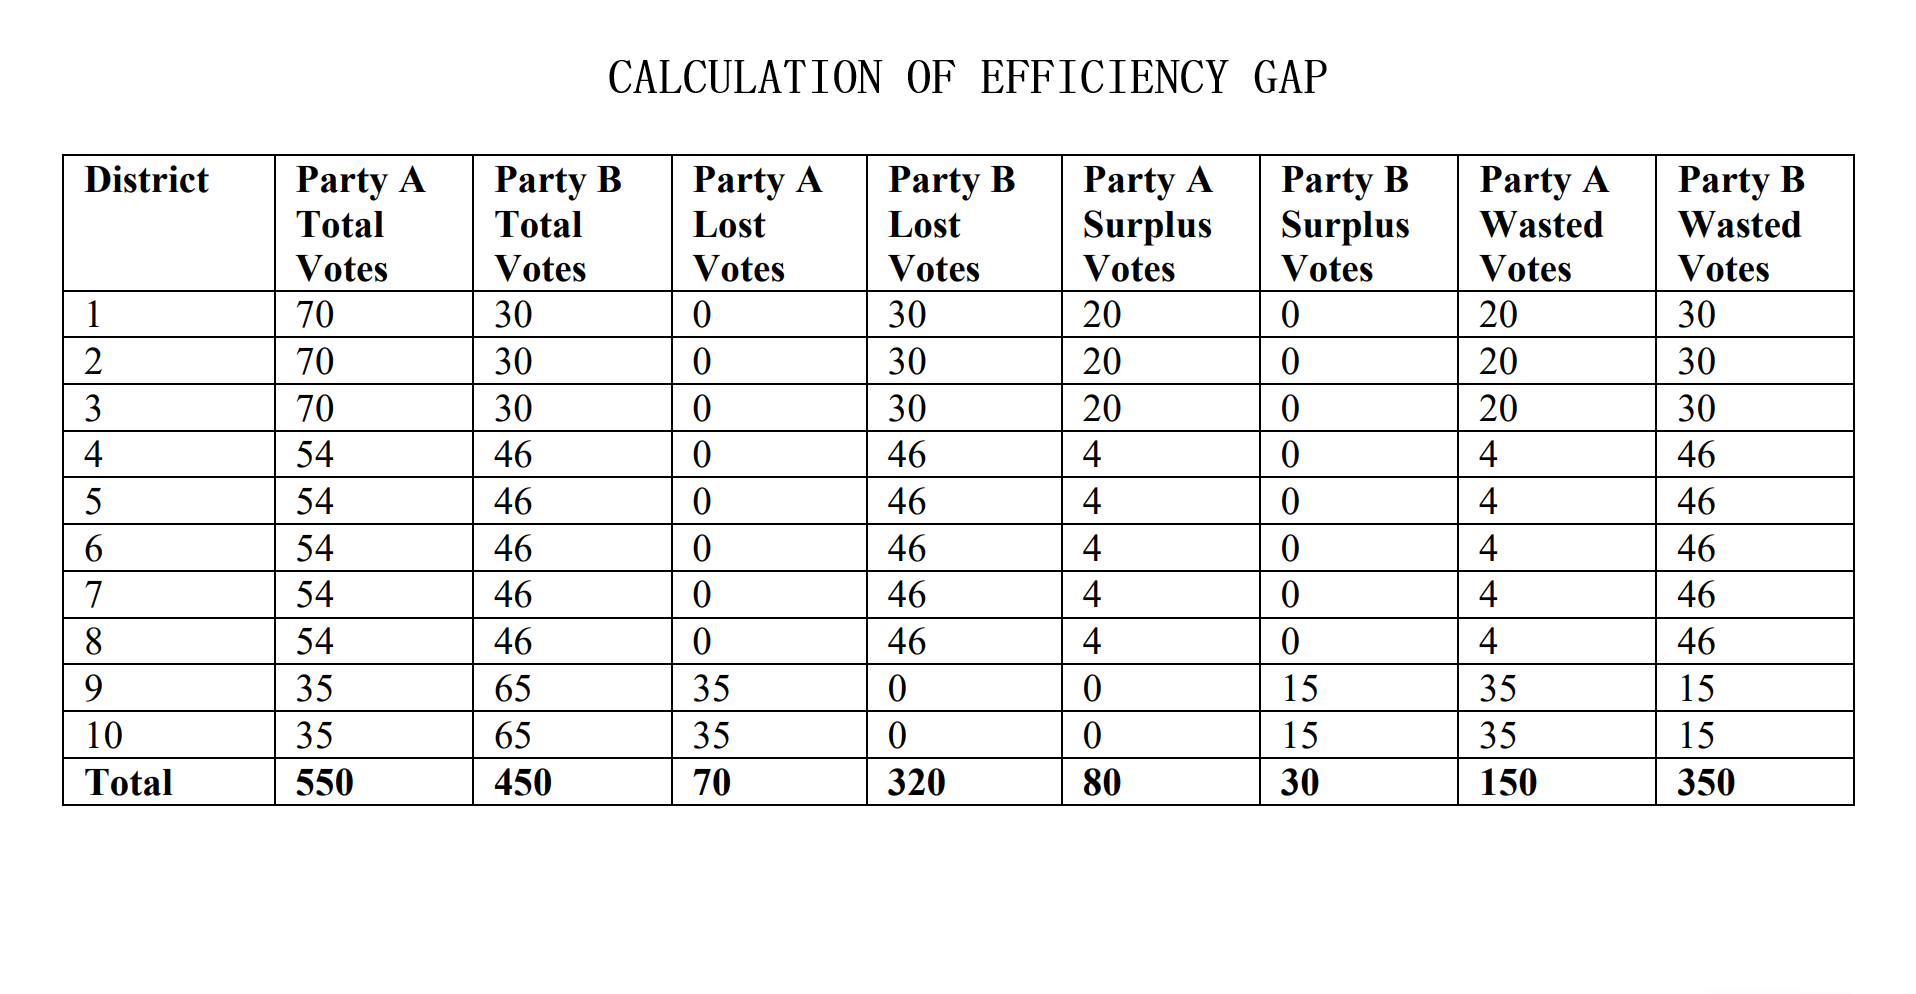 CALCULATION OF EFFICIENCY GAP
District Party A Total Votes Party B Total Votes Party A Lost Votes Party B Lost Votes Party A Surplus Votes Party B Surplus Votes Party A Wasted Votes Party B Wasted Votes
1 70 30 0 30 20 0 20 30
2 70 30 0 30 20 0 20 30
3 70 30 0 30 20 0 20 30
4 54 46 0 46 4 0 4 46
5 54 46 0 46 4 0 4 46
6 54 46 0 46 4 0 4 46
7 54 46 0 46 4 0 4 46
8 54 46 0 46 4 0 4 46
9 35 65 35 0 0 15 35 15
10 35 65 35 0 0 15 35 15
Total 550 450 70 320 80 30 150 350